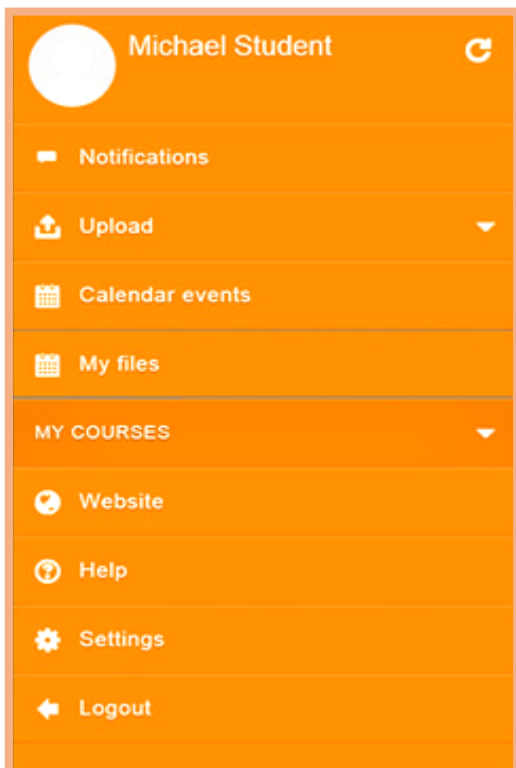 Michael Student
Notifications
Upload
Calendar events
My files
MY COURSES
Website
Help
Settings
Logout